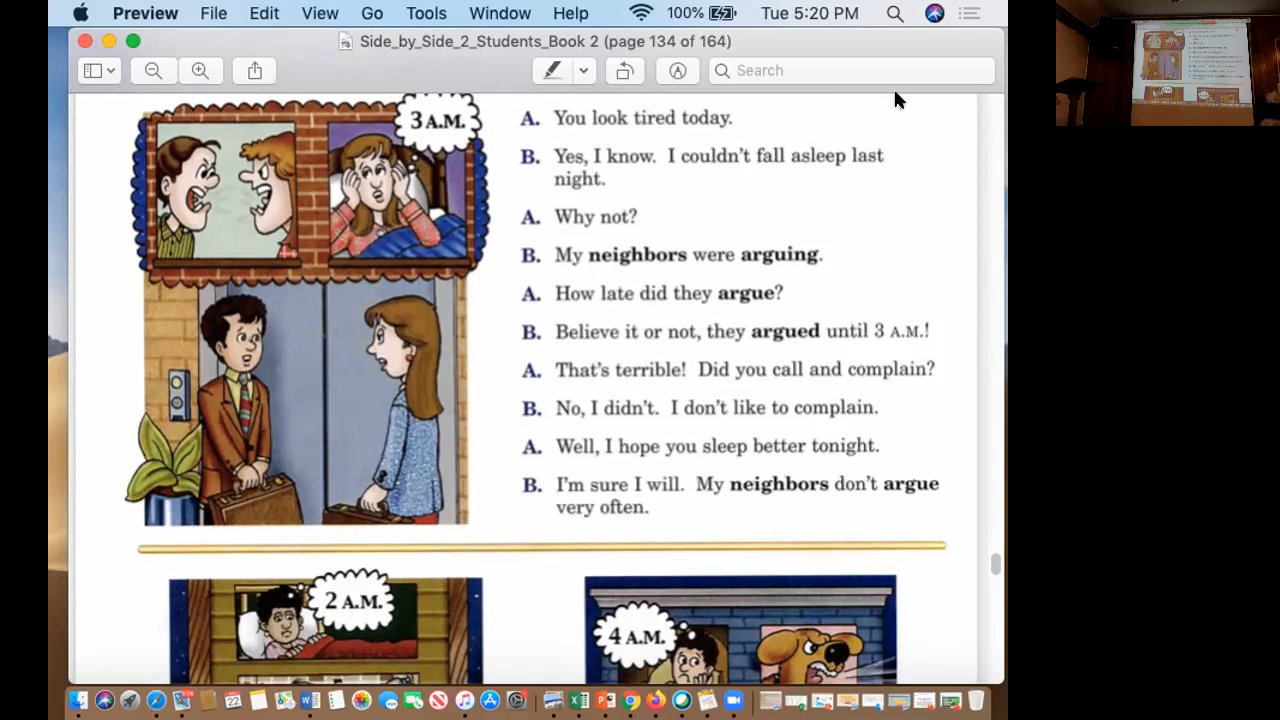 Preview File Edit View Go Tools Window Help 100% Tue 5:20 PM
Side_by_Side_2_Students_Book 2 (page 134 of 164)
Search
3 A.M.
A. You look tired today.
B. Yes, I know. I couldn't fall asleep last
night.
A. Why not?
B. My neighbors were arguing.
A. How late did they argue?
B. Believe it or not, they argued until 3 A.M.!
A. That's terrible! Did you call and complain?
B. No, I didn't. I don't like to complain.
A. Well, I hope you sleep better tonight.
B. I'm sure I will. My neighbors don't argue
very often.
2 A.M.
4 A.M.